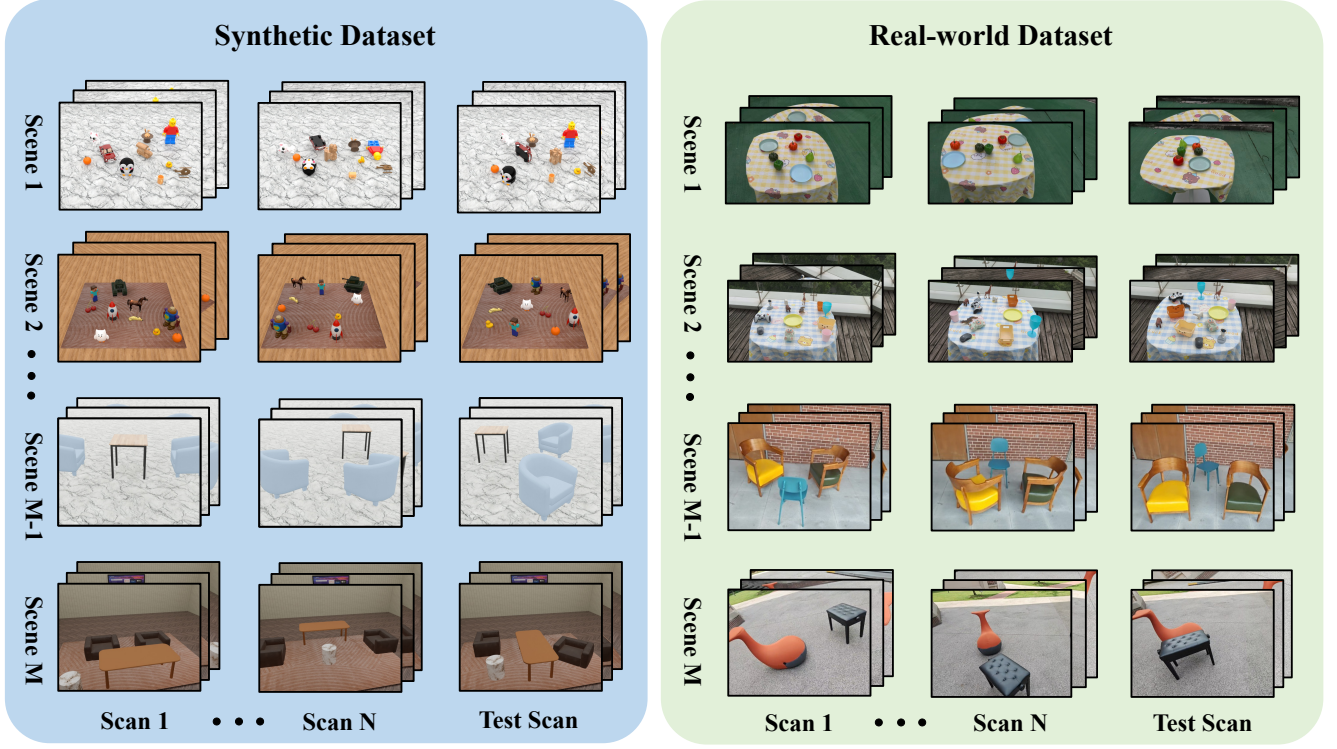 Synthetic Dataset
Scene 1
Scene 2
Scene M-1
Scene M
Scan 1
Scan N
Test Scan
Real-world Dataset
Scene 1
Scene 2
Scene M-1
Scene M
Scan 1
Scan N
Test Scan